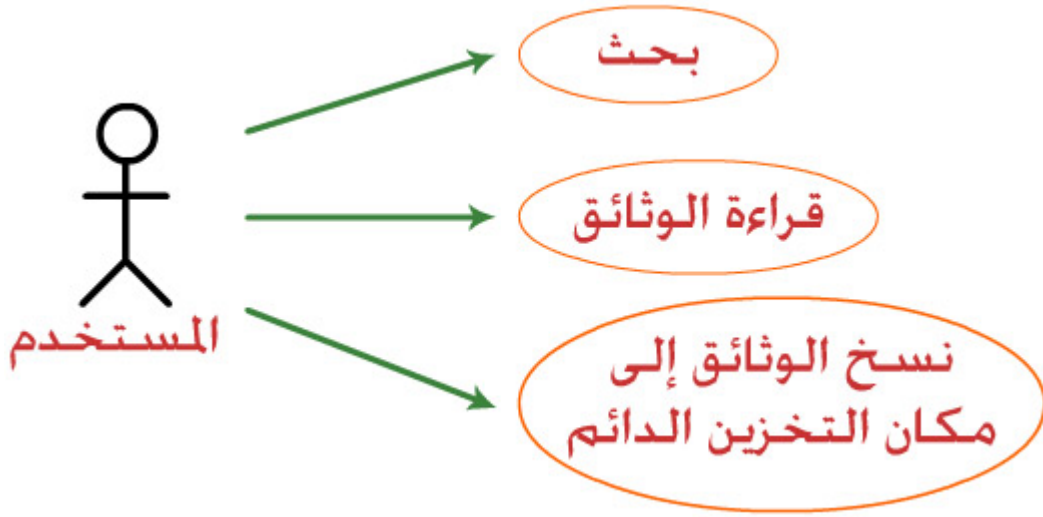 بحث
قراءة الوثائق
المستخدم
نسخ الوثائق إلى
مكان التخزين الدائم